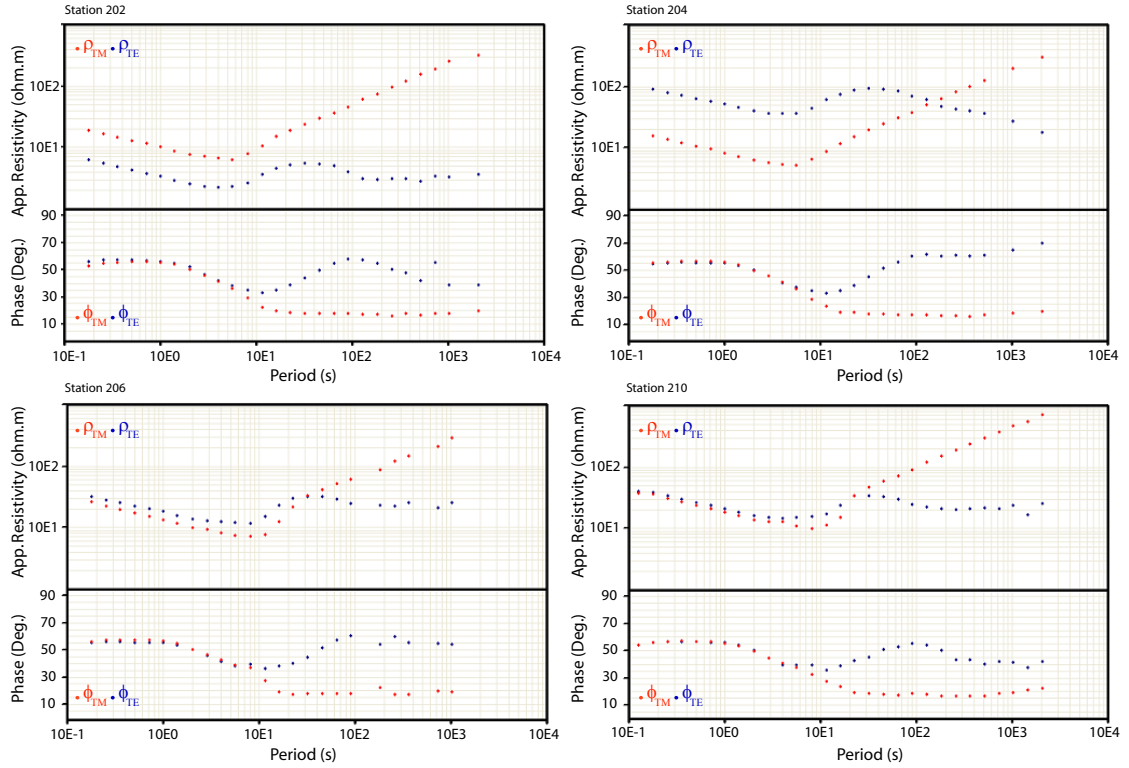 Station 202
App.Resistivity (ohm.m)
ρTM ρTE
10E2
10E1
Phase (Deg.)
90
70
50
30
10
ϕTM ϕTE
10E-1 10E0 10E1 10E2 10E3 10E4
Period (s)
Station 204
App.Resistivity (ohm.m)
ρTM ρTE
10E2
10E1
Phase (Deg.)
90
70
50
30
10
ϕTM ϕTE
10E-1 10E0 10E1 10E2 10E3 10E4
Period (s)
Station 206
App.Resistivity (ohm.m)
ρTM ρTE
10E2
10E1
Phase (Deg.)
90
70
50
30
10
ϕTM ϕTE
10E-1 10E0 10E1 10E2 10E3 10E4
Period (s)
Station 210
App.Resistivity (ohm.m)
ρTM ρTE
10E2
10E1
Phase (Deg.)
90
70
50
30
10
ϕTM ϕTE
10E-1 10E0 10E1 10E2 10E3 10E4
Period (s)